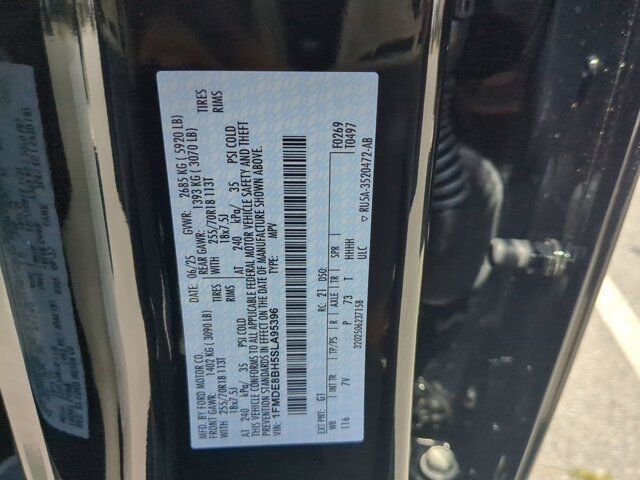 MFD. BY FORD MOTOR CO.
DATE: 06/25 GVWR: 2685 KG ( 5920 LB)
FRONT GAWR: 1402 KG ( 3090 LB) REAR GAWR: 1393 KG ( 3070 LB)
WITH 255/70R18 113T TIRES WITH 255/70R18 113T TIRES
18x7.5J RIMS 18x7.5J RIMS
AT 240 kPa/ 35 PSI COLD AT 240 kPa/ 35 PSI COLD
THIS VEHICLE CONFORMS TO ALL APPLICABLE FEDERAL MOTOR VEHICLE SAFETY AND THEFT
PREVENTION STANDARDS IN EFFECT ON THE DATE OF MANUFACTURE SHOWN ABOVE.
VIN: 1FMDE8BH5SLA95396 TYPE: MPV
F0269
T0497
EXT PNT: G1 RC: 21 DSO:
WB INT TR TP/PS R AXLE TR SPR
116 7V P 73 T HHHH
ULC
3202506237158
▽ RU5A-3520472-AB